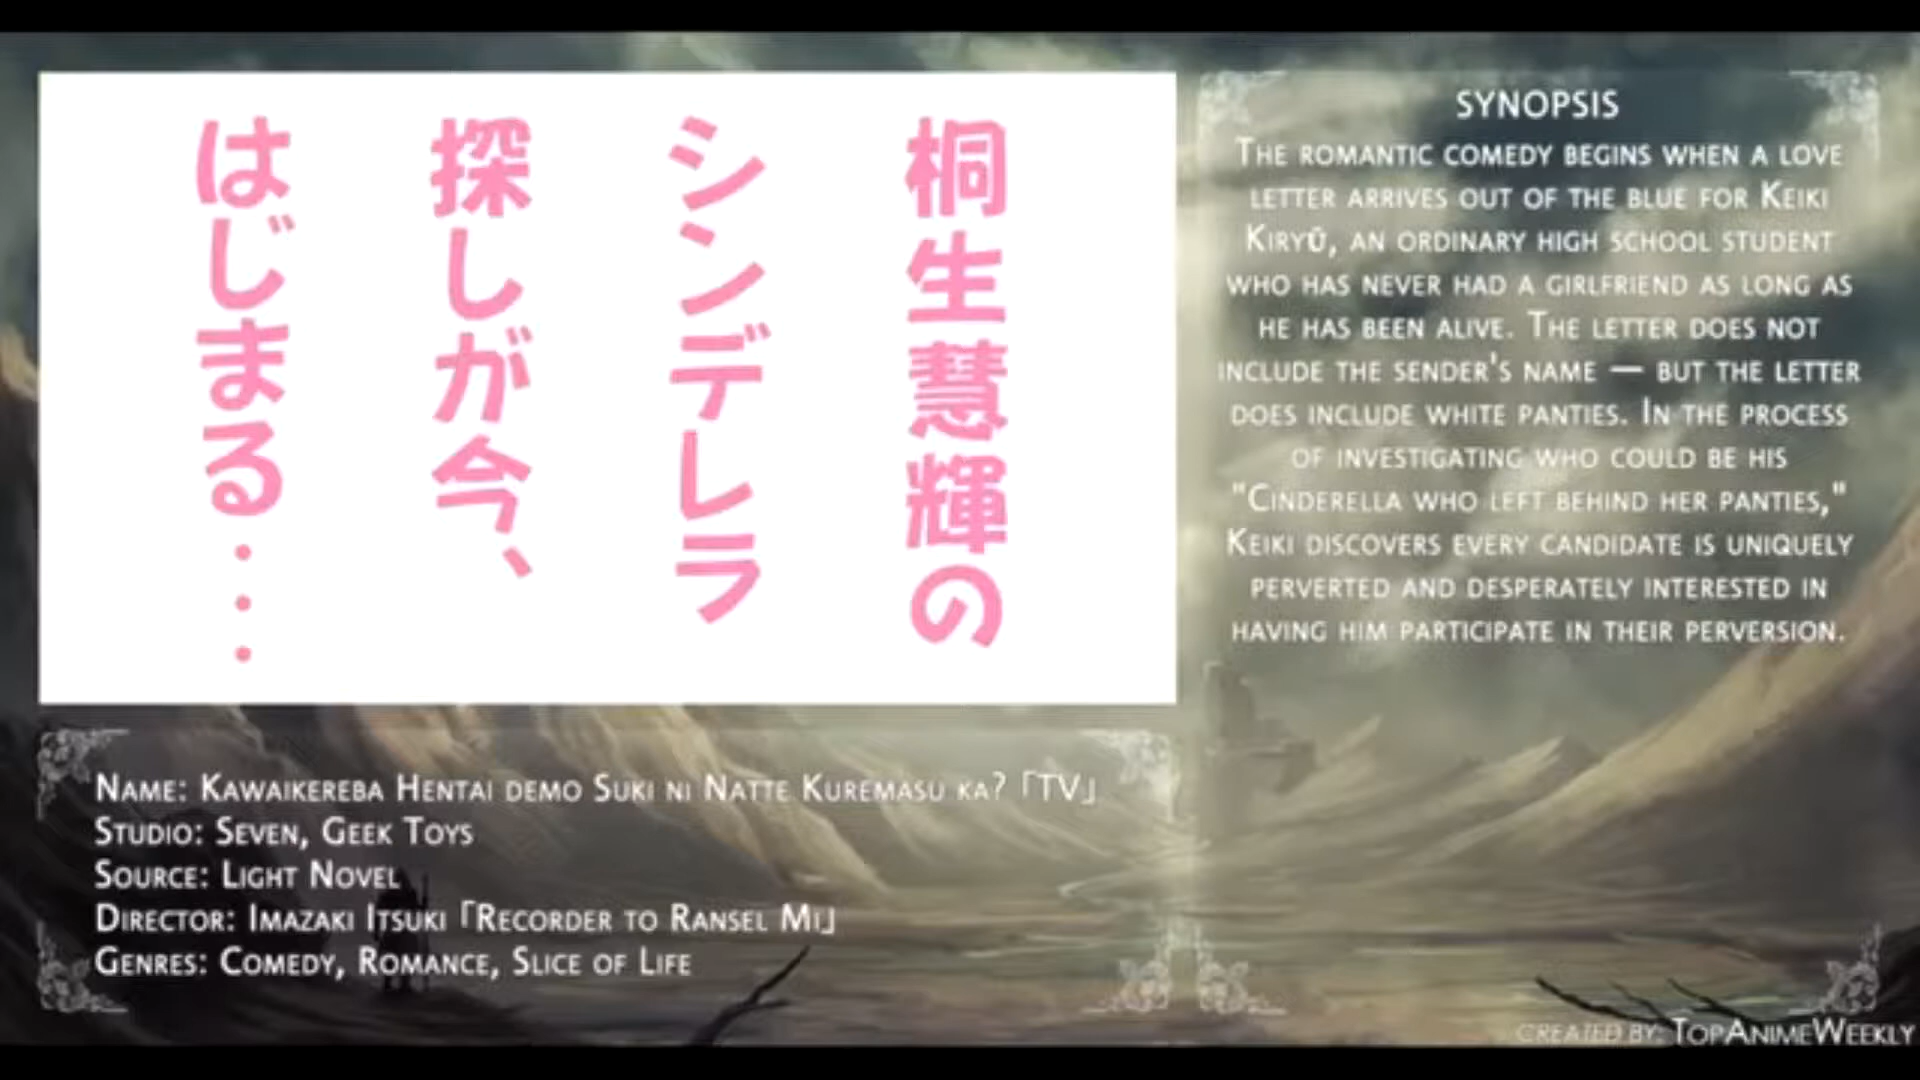 桐生慧輝の
シンデレラ
探しが今、
はじまる・・・
SYNOPSIS
THE ROMANTIC COMEDY BEGINS WHEN A LOVE
LETTER ARRIVES OUT OF THE BLUE FOR KEIKI
KIRYŪ, AN ORDINARY HIGH SCHOOL STUDENT
WHO HAS NEVER HAD A GIRLFRIEND AS LONG AS
HE HAS BEEN ALIVE. THE LETTER DOES NOT
INCLUDE THE SENDER'S NAME — BUT THE LETTER
DOES INCLUDE WHITE PANTIES. IN THE PROCESS
OF INVESTIGATING WHO COULD BE HIS
"CINDERELLA WHO LEFT BEHIND HER PANTIES,"
KEIKI DISCOVERS EVERY CANDIDATE IS UNIQUELY
PERVERTED AND DESPERATELY INTERESTED IN
HAVING HIM PARTICIPATE IN THEIR PERVERSION.
NAME: KAWAIKEREBA HENTAI DEMO SUKI NI NATTE KUREMASU KA? 「TV」
STUDIO: SEVEN, GEEK TOYS
SOURCE: LIGHT NOVEL
DIRECTOR: IMAZAKI ITSUKI 「RECORDER TO RANSEL MI」
GENRES: COMEDY, ROMANCE, SLICE OF LIFE
CREATED BY: TOPANIMEWEEKLY